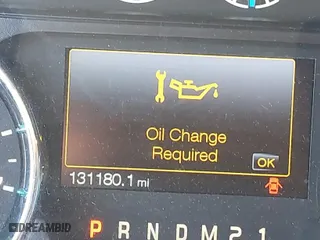 Oil Change
Required
OK
131180.1 mi
P R N D M 2 1
DREAMBID